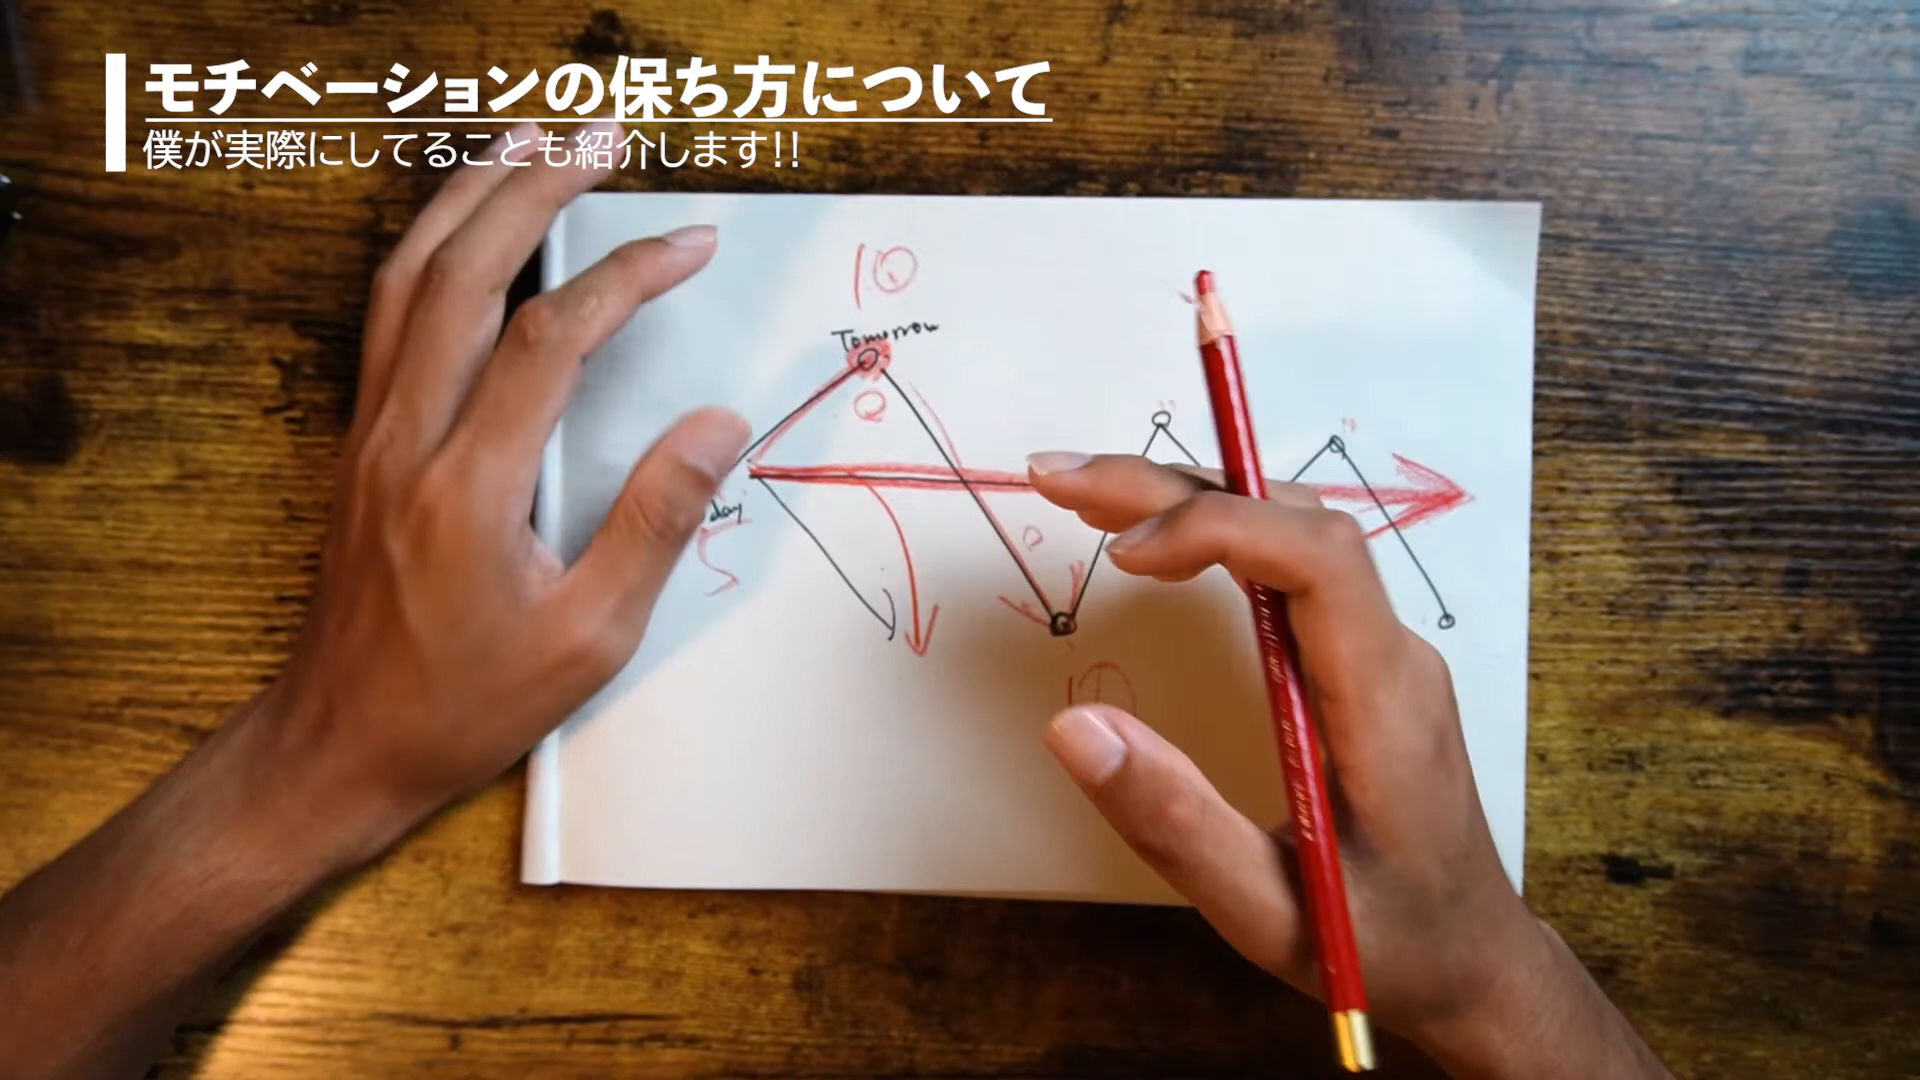 モチベーションの保ち方について
僕が実際にしてることも紹介します!!
10
Tomorrow
day
5